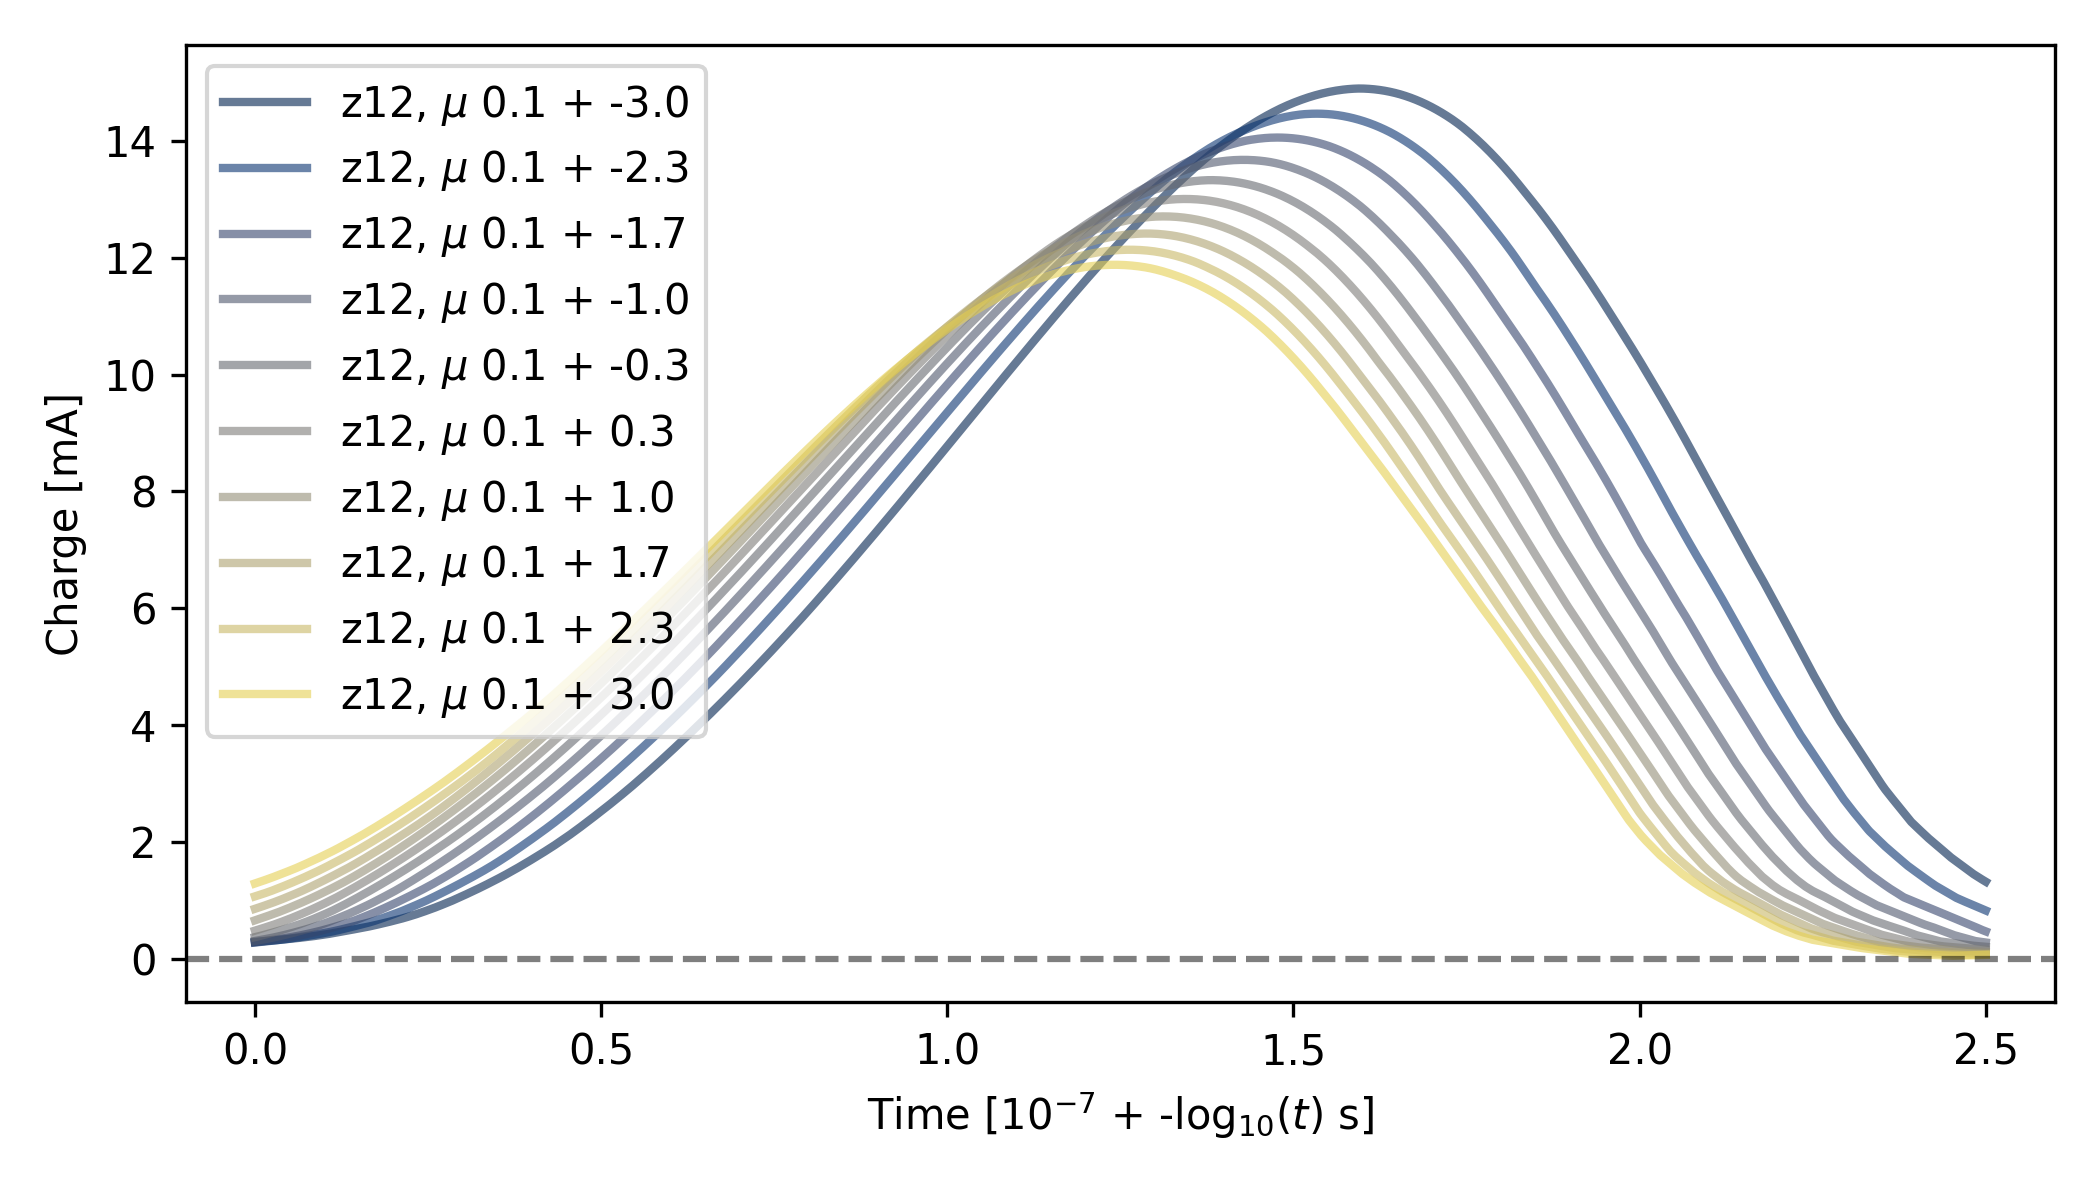 z12, μ 0.1 + -3.0
z12, μ 0.1 + -2.3
z12, μ 0.1 + -1.7
z12, μ 0.1 + -1.0
z12, μ 0.1 + -0.3
z12, μ 0.1 + 0.3
z12, μ 0.1 + 1.0
z12, μ 0.1 + 1.7
z12, μ 0.1 + 2.3
z12, μ 0.1 + 3.0
Charge [mA]
14
12
10
8
6
4
2
0
0.0 0.5 1.0 1.5 2.0 2.5
Time [10⁻⁷ + -log₁₀(t) s]